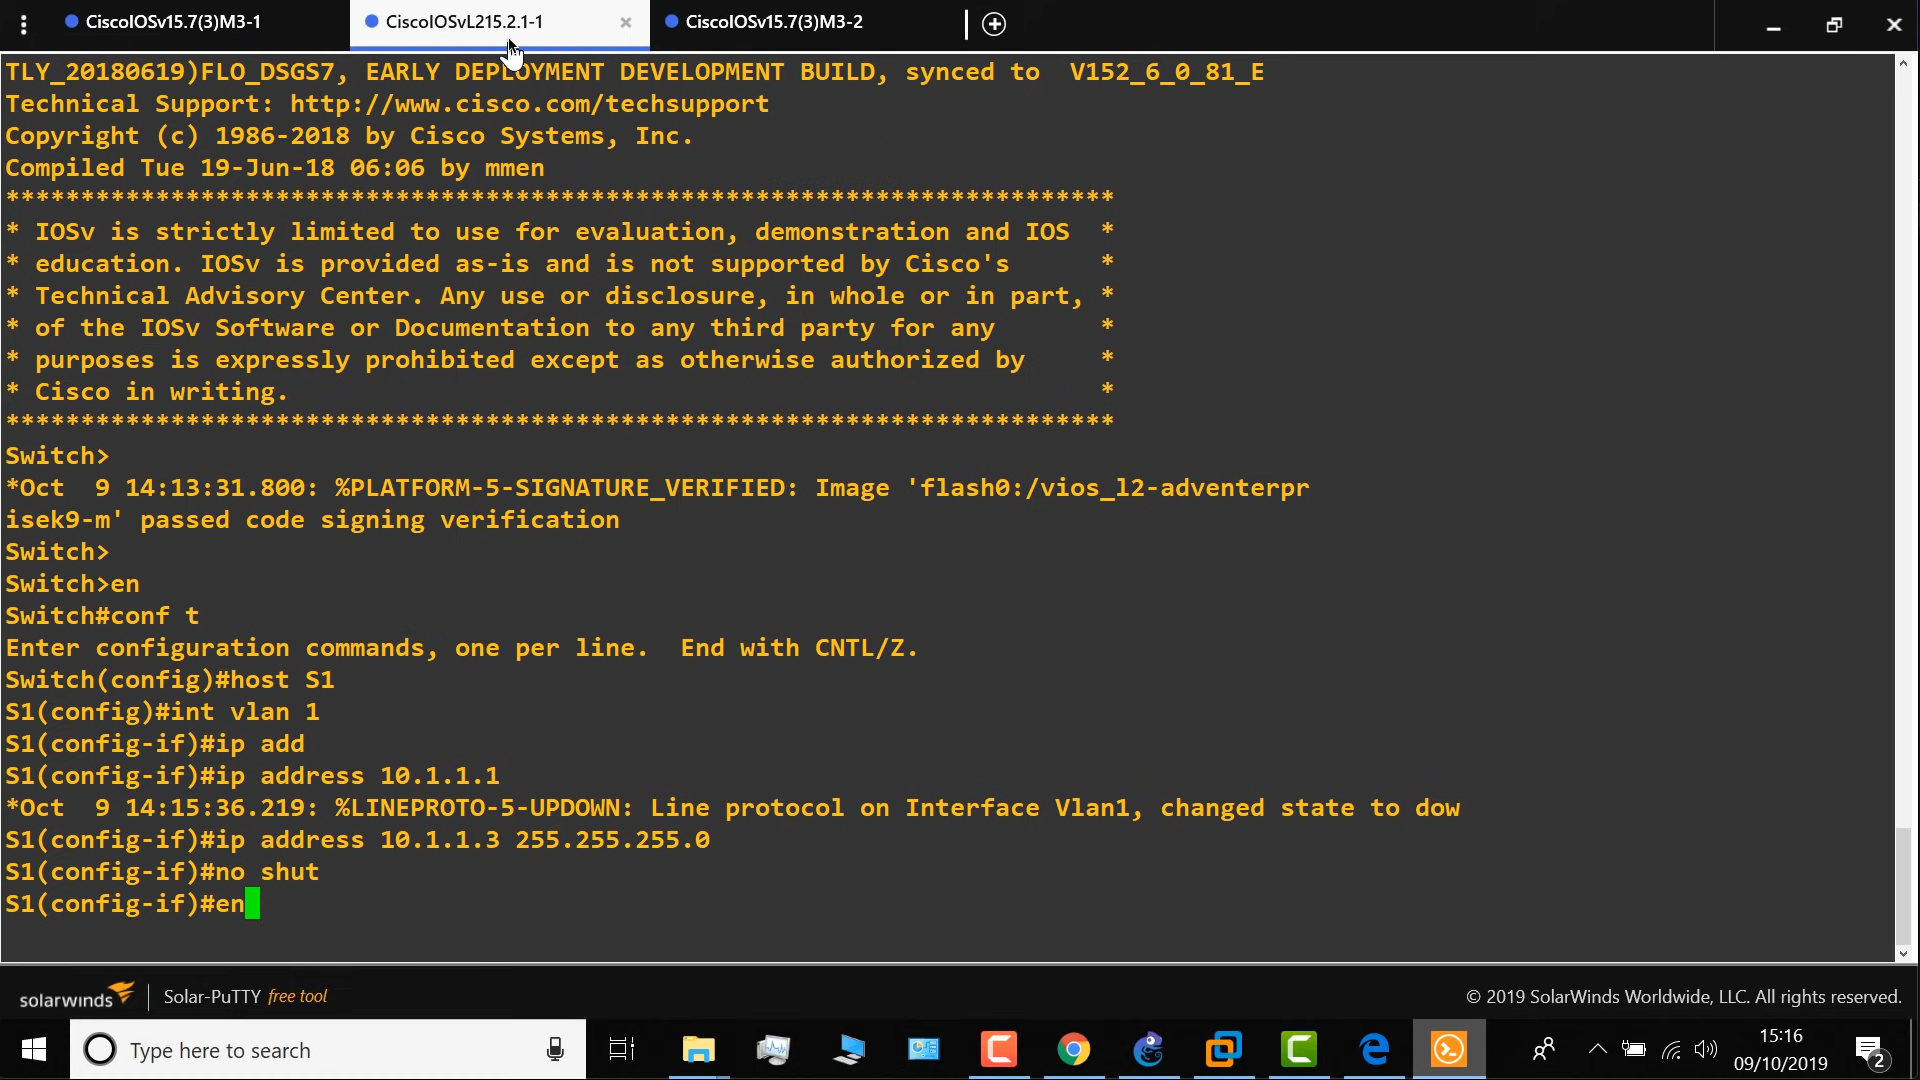 CiscoIOSv15.7(3)M3-1
CiscoIOSvL215.2.1-1
CiscoIOSv15.7(3)M3-2
TLY_20180619)FLO_DSGS7, EARLY DEPLOYMENT DEVELOPMENT BUILD, synced to  V152_6_0_81_E
Technical Support: http://www.cisco.com/techsupport
Copyright (c) 1986-2018 by Cisco Systems, Inc.
Compiled Tue 19-Jun-18 06:06 by mmen
**************************************************************************
* IOSv is strictly limited to use for evaluation, demonstration and IOS  *
* education. IOSv is provided as-is and is not supported by Cisco's      *
* Technical Advisory Center. Any use or disclosure, in whole or in part, *
* of the IOSv Software or Documentation to any third party for any       *
* purposes is expressly prohibited except as otherwise authorized by     *
* Cisco in writing.                                                      *
**************************************************************************
Switch>
*Oct  9 14:13:31.800: %PLATFORM-5-SIGNATURE_VERIFIED: Image 'flash0:/vios_l2-adventerpr
isek9-m' passed code signing verification
Switch>
Switch>en
Switch#conf t
Enter configuration commands, one per line.  End with CNTL/Z.
Switch(config)#host S1
S1(config)#int vlan 1
S1(config-if)#ip add
S1(config-if)#ip address 10.1.1.1
*Oct  9 14:15:36.219: %LINEPROTO-5-UPDOWN: Line protocol on Interface Vlan1, changed state to dow
S1(config-if)#ip address 10.1.1.3 255.255.255.0
S1(config-if)#no shut
S1(config-if)#en
solarwinds
Solar-PuTTY free tool
© 2019 SolarWinds Worldwide, LLC. All rights reserved.
Type here to search
15:16
09/10/2019
2